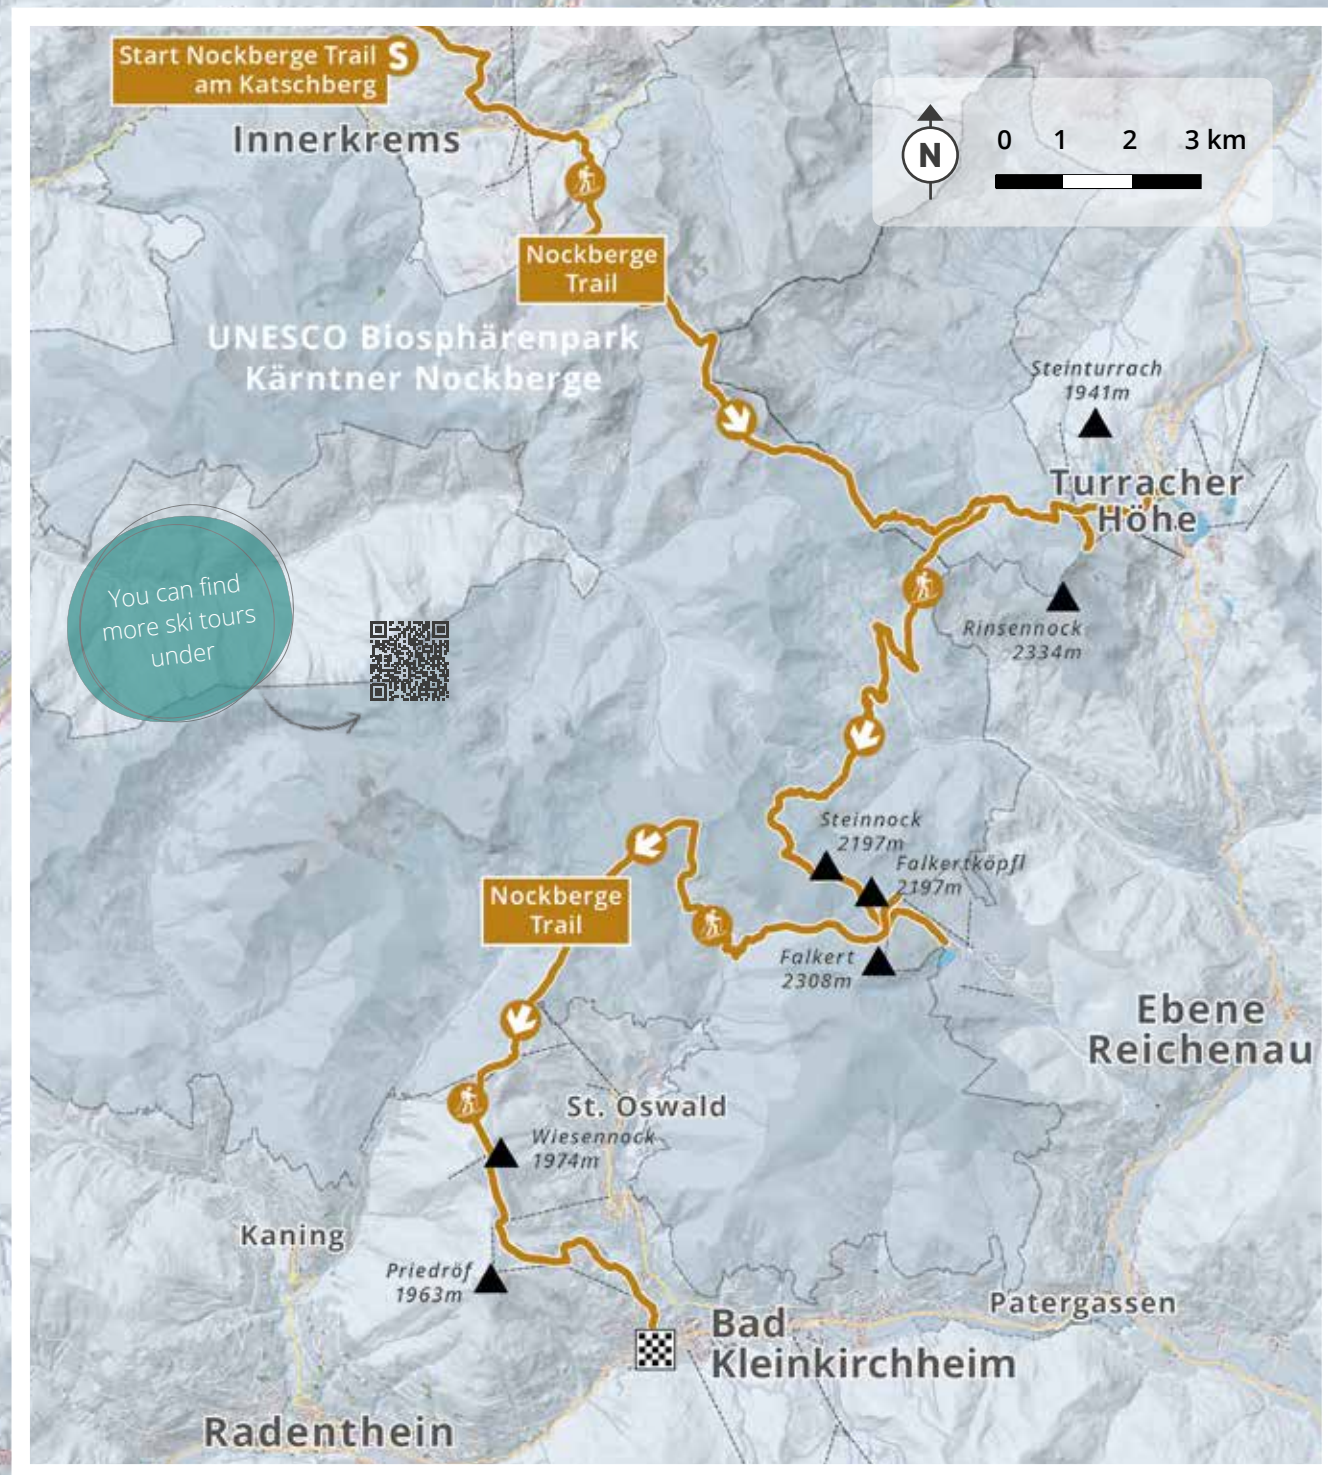 Start Nockberge Trail
am Katschberg
S
Innerkrems
N
0 1 2 3 km
Nockberge
Trail
UNESCO Biosphärenpark
Kärntner Nockberge
Steinturrach
1941m
Turracher
Höhe
You can find
more ski tours
under
Rinsennock
2334m
Steinnock
2197m
Falkertköpfl
2197m
Nockberge
Trail
Falkert
2308m
Ebene
Reichenau
St. Oswald
Wiesennock
1974m
Kaning
Priedröf
1963m
Patergassen
Bad
Kleinkirchheim
Radenthein